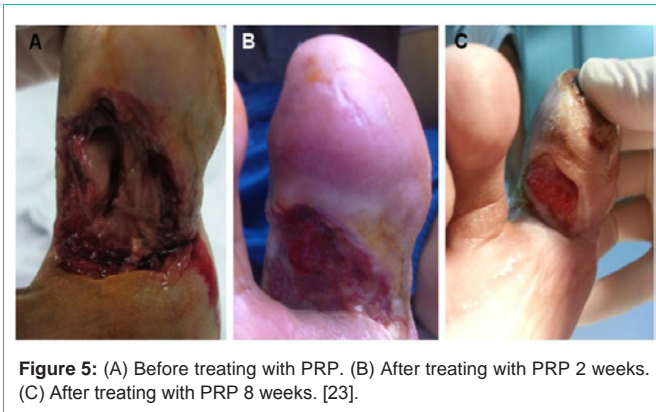 A
B
C
Figure 5: (A) Before treating with PRP. (B) After treating with PRP 2 weeks.
(C) After treating with PRP 8 weeks. [23].